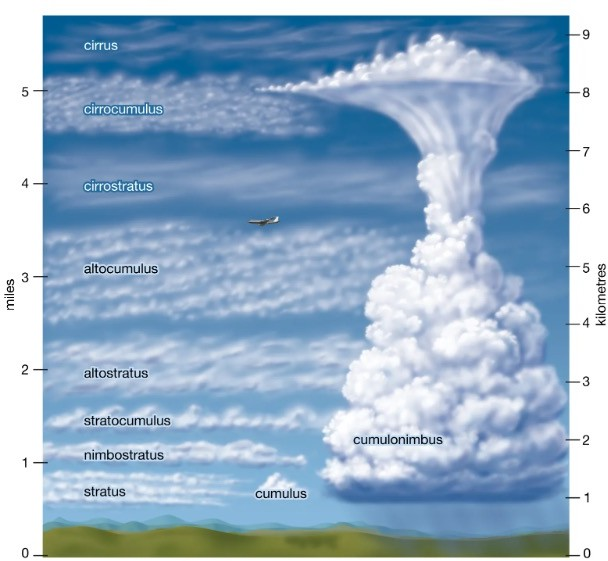 cirrus
cirrocumulus
cirrostratus
altocumulus
altostratus
stratocumulus
nimbostratus
stratus
cumulus
cumulonimbus
miles
5
4
3
2
1
0
kilometres
9
8
7
6
5
4
3
2
1
0